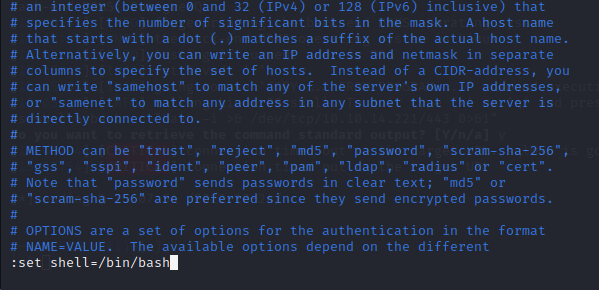 # an integer (between 0 and 32 (IPv4) or 128 (IPv6) inclusive) that
# specifies the number of significant bits in the mask.  A host name
# that starts with a dot (.) matches a suffix of the actual host name.
# Alternatively, you can write an IP address and netmask in separate
# columns to specify the set of hosts.  Instead of a CIDR-address, you
# can write "samehost" to match any of the server's own IP addresses,
# or "samenet" to match any address in any subnet that the server is
# directly connected to.
#
# METHOD can be "trust", "reject", "md5", "password", "scram-sha-256",
# "gss", "sspi", "ident", "peer", "pam", "ldap", "radius" or "cert".
# Note that "password" sends passwords in clear text; "md5" or
# "scram-sha-256" are preferred since they send encrypted passwords.
#
# OPTIONS are a set of options for the authentication in the format
# NAME=VALUE.  The available options depend on the different
:set shell=/bin/bash